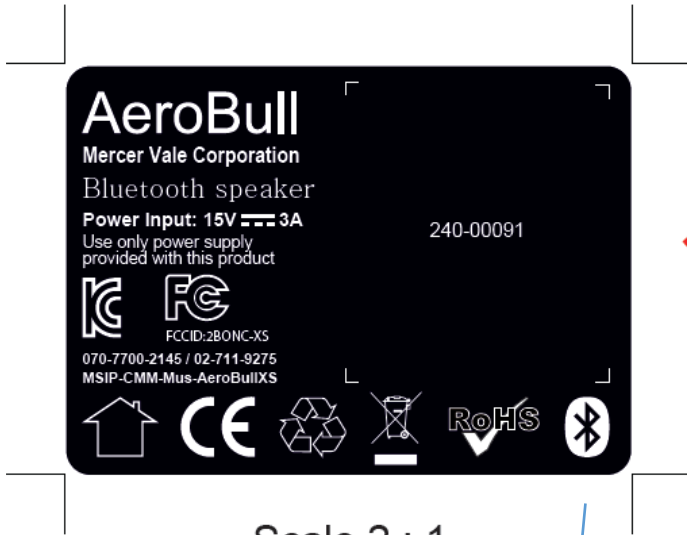 AeroBull
Mercer Vale Corporation
Bluetooth speaker
Power Input: 15V 3A
Use only power supply
provided with this product
240-00091
FCCID:2BONC-XS
070-7700-2145 / 02-711-9275
MSIP-CMM-Mus-AeroBullXS
CE
RoHS